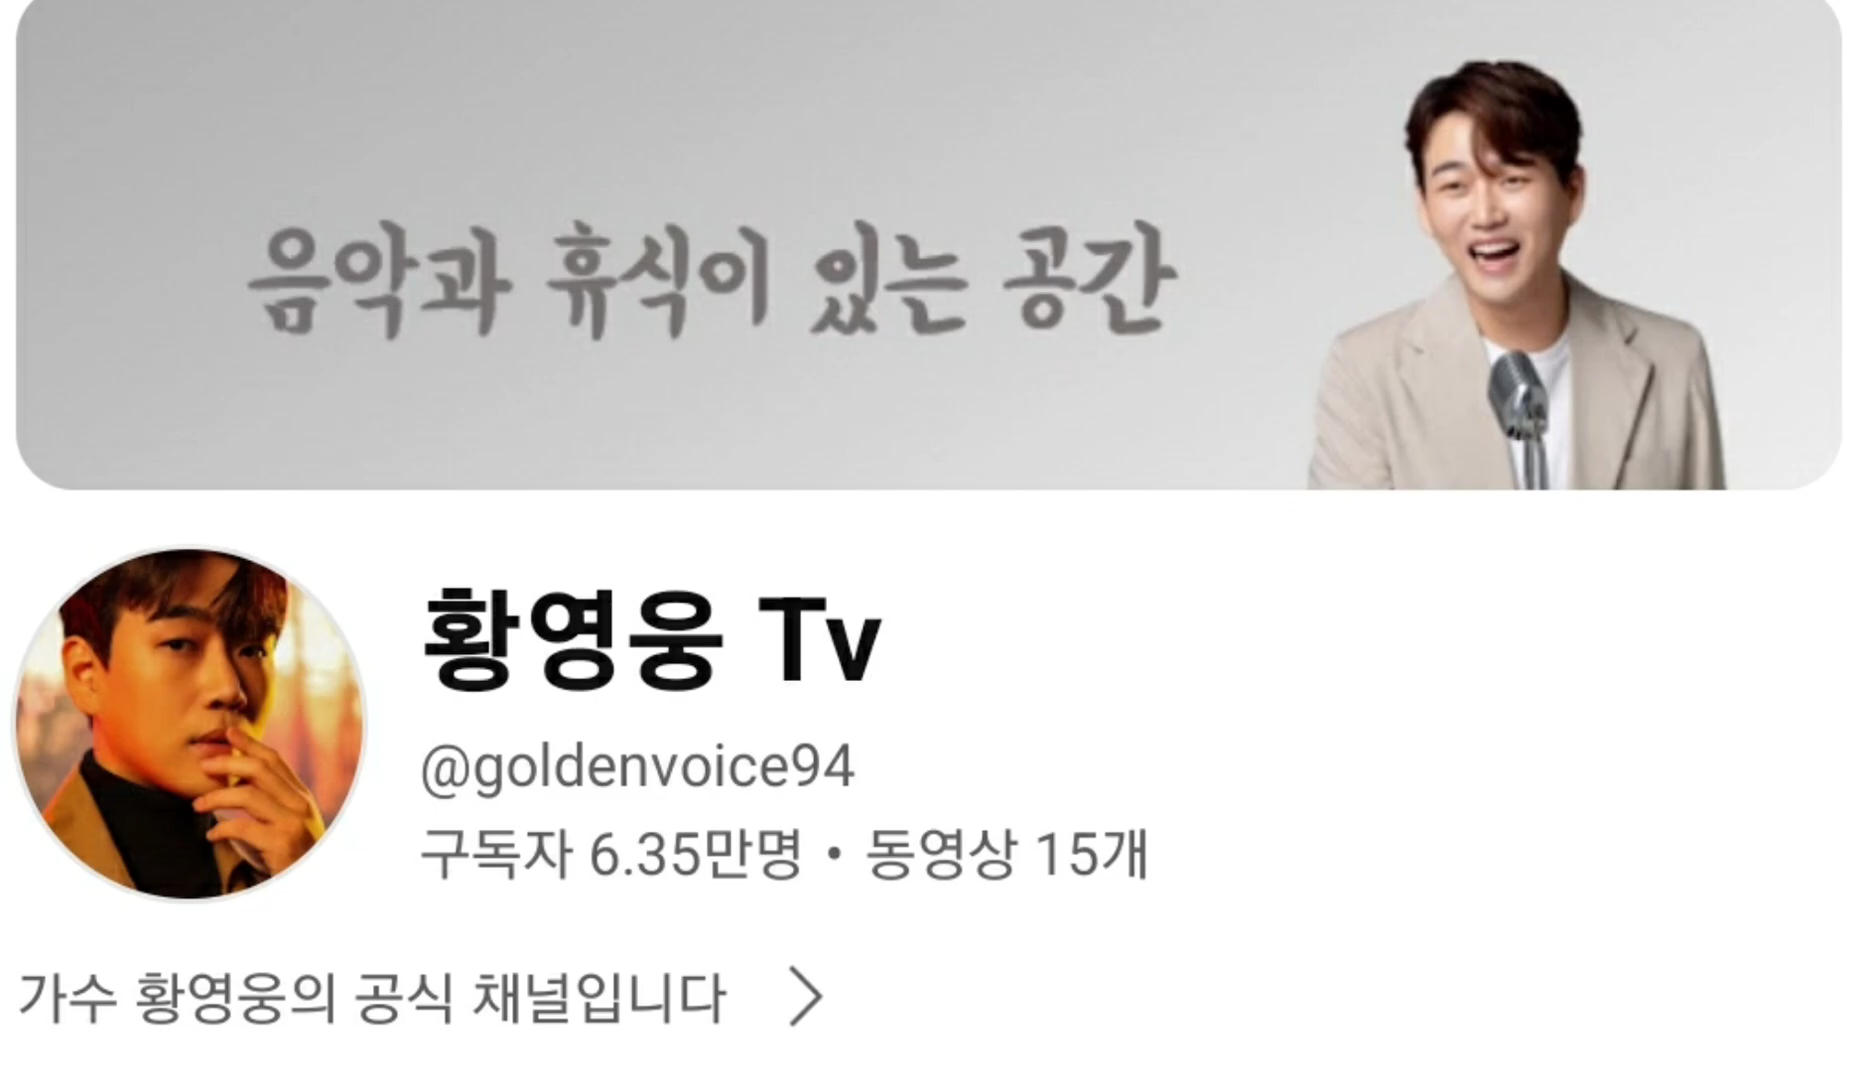 음악과 휴식이 있는 공간
황영웅 Tv
@goldenvoice94
구독자 6.35만명 • 동영상 15개
가수 황영웅의 공식 채널입니다